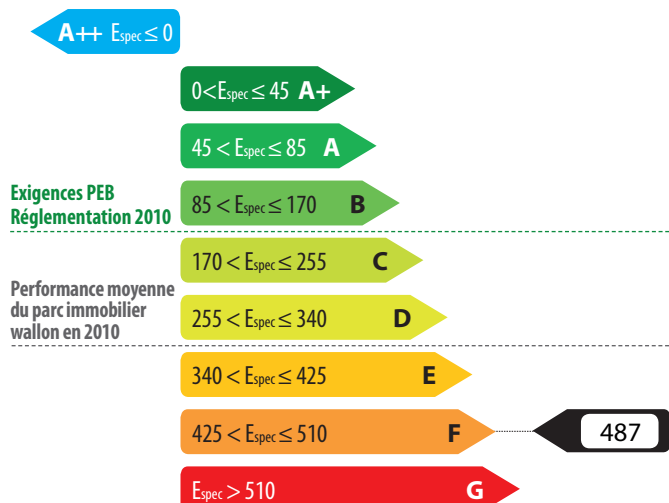 A++ Espec ≤ 0
0<Espec ≤ 45 A+
45 < Espec ≤ 85 A
Exigences PEB
Réglementation 2010
85 < Espec ≤ 170 B
170 < Espec ≤ 255 C
Performance moyenne
du parc immobilier
wallon en 2010
255 < Espec ≤ 340 D
340 < Espec ≤ 425 E
425 < Espec ≤ 510 F
487
Espec > 510 G